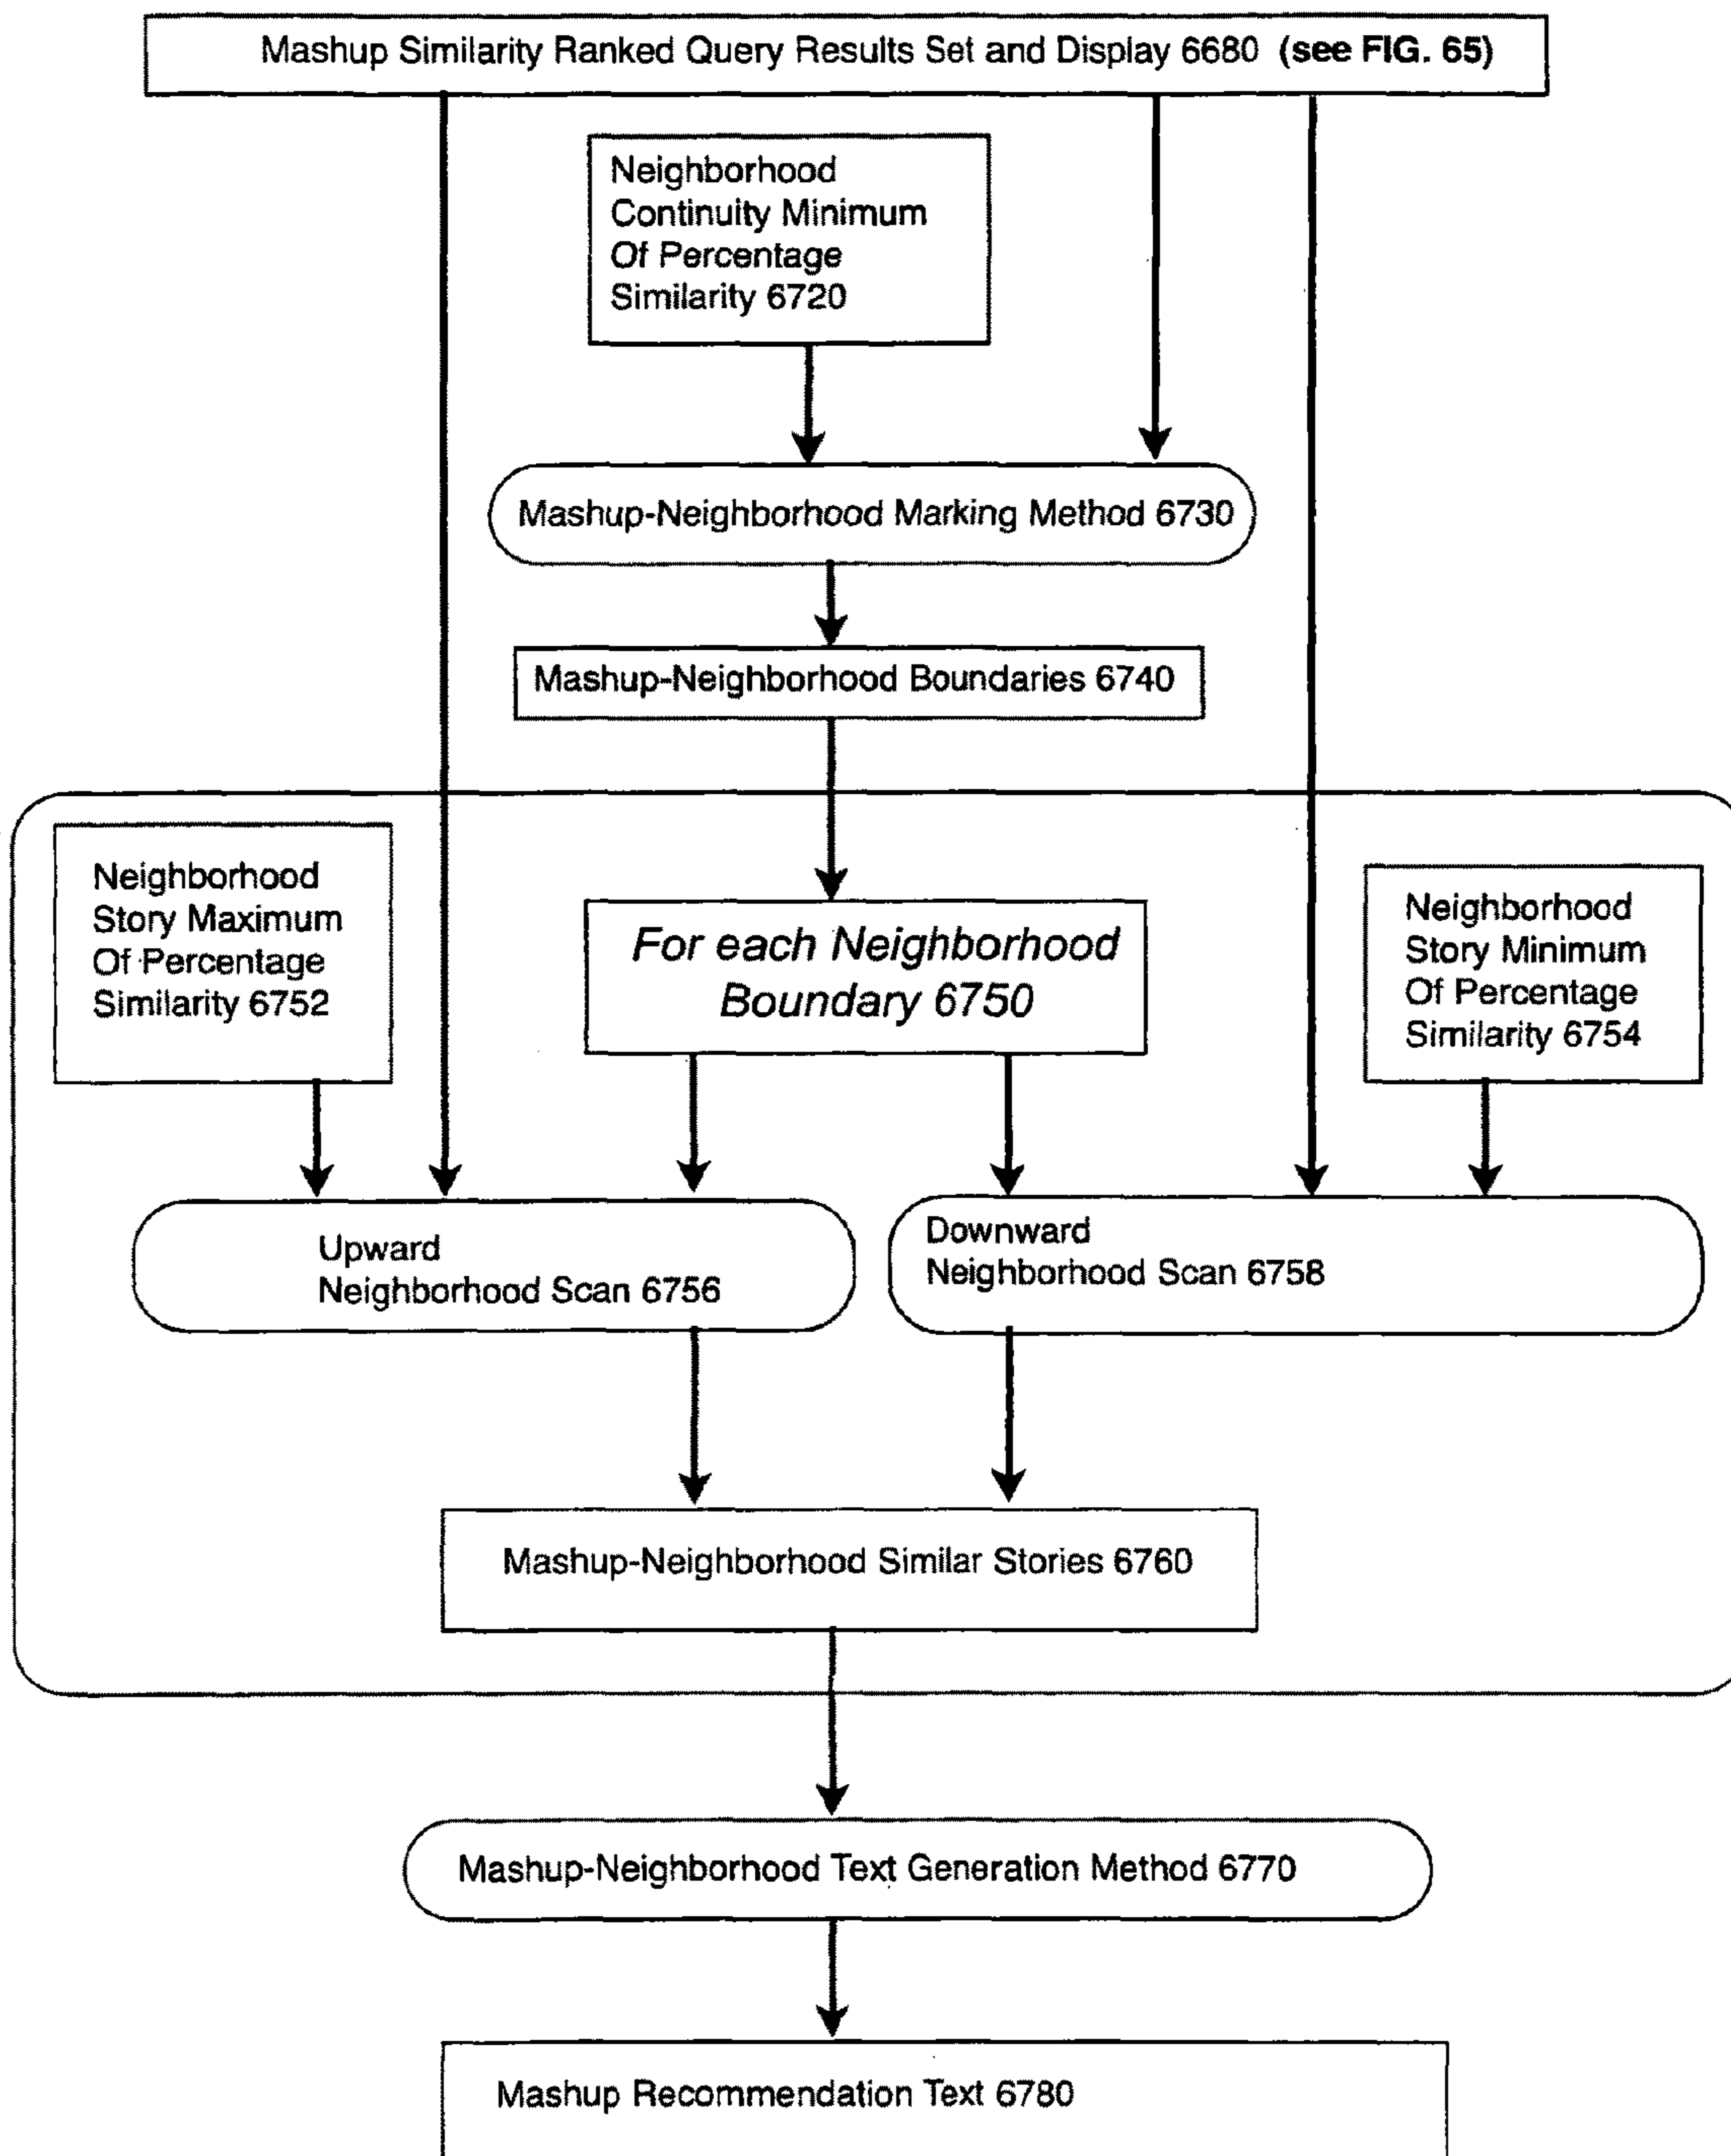 Mashup Similarity Ranked Query Results Set and Display 6680 (see FIG. 65)
Neighborhood
Continuity Minimum
Of Percentage
Similarity 6720
Mashup-Neighborhood Marking Method 6730
Mashup-Neighborhood Boundaries 6740
Neighborhood
Story Maximum
Of Percentage
Similarity 6752
For each Neighborhood
Boundary 6750
Neighborhood
Story Minimum
Of Percentage
Similarity 6754
Upward
Neighborhood Scan 6756
Downward
Neighborhood Scan 6758
Mashup-Neighborhood Similar Stories 6760
Mashup-Neighborhood Text Generation Method 6770
Mashup Recommendation Text 6780